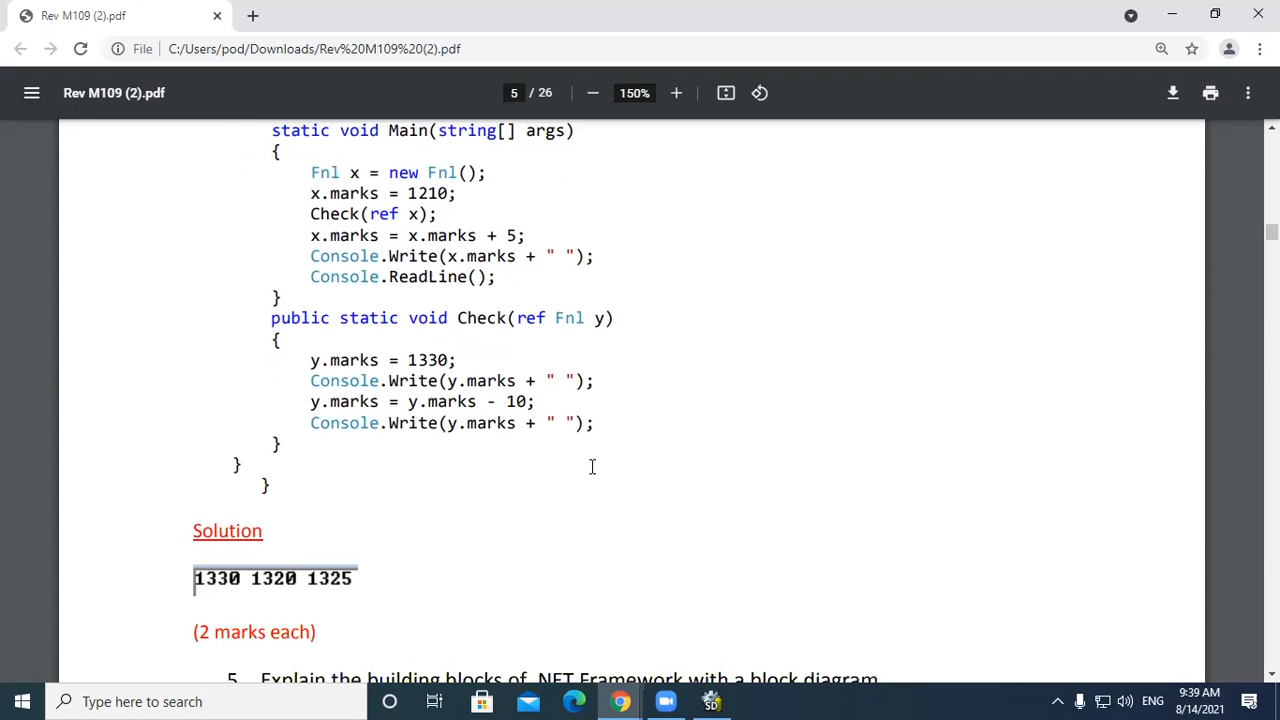 Rev M109 (2).pdf
File
C:/Users/pod/Downloads/Rev%20M109%20(2).pdf
Rev M109 (2).pdf
5 / 26
150%
static void Main(string[] args)
{
Fnl x = new Fnl();
x.marks = 1210;
Check(ref x);
x.marks = x.marks + 5;
Console.Write(x.marks + " ");
Console.ReadLine();
}
public static void Check(ref Fnl y)
{
y.marks = 1330;
Console.Write(y.marks + " ");
y.marks = y.marks - 10;
Console.Write(y.marks + " ");
}
}
}
Solution
1330 1320 1325
(2 marks each)
5. Explain the building blocks of .NET Framework with a block diagram
Type here to search
SD
ENG
9:39 AM
8/14/2021